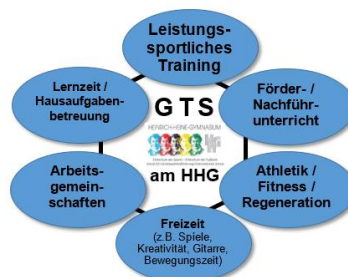 Leistungs-
sportliches
Training
Lernzeit /
Hausaufgaben-
betreuung
GTS
Förder- /
Nachführ-
unterricht
HEINRICH-HEINE-GYMNASIUM
am HHG
Arbeits-
gemein-
schaften
Athletik /
Fitness /
Regeneration
Freizeit
(z.B. Spiele,
Kreativität, Gitarre,
Bewegungszeit)